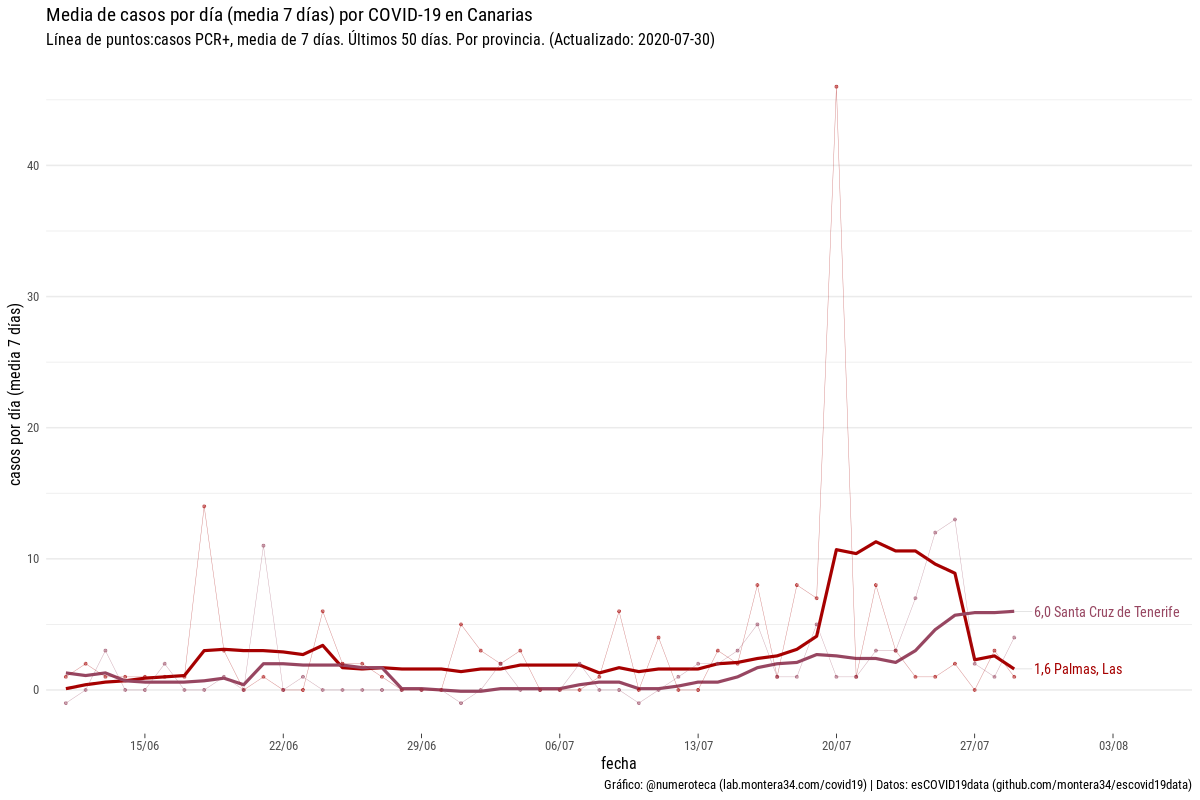 Media de casos por día (media 7 días) por COVID-19 en Canarias
Línea de puntos:casos PCR+, media de 7 días. Últimos 50 días. Por provincia. (Actualizado: 2020-07-30)
casos por día (media 7 días)
40
30
20
10
0
6,0 Santa Cruz de Tenerife
1,6 Palmas, Las
15/06
22/06
29/06
06/07
13/07
20/07
27/07
03/08
fecha
Gráfico: @numeroteca (lab.montera34.com/covid19) | Datos: esCOVID19data (github.com/montera34/escovid19data)